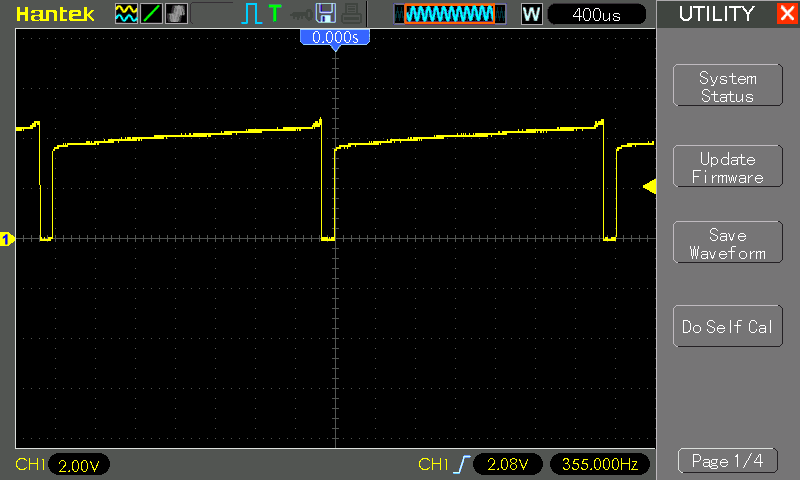 Hantek T W 400us UTILITY X
0.000s
System
Status
Update
Firmware
1
Save
Waveform
Do Self Cal
CH1 2.00V CH1 2.08V 355.000Hz Page 1/4